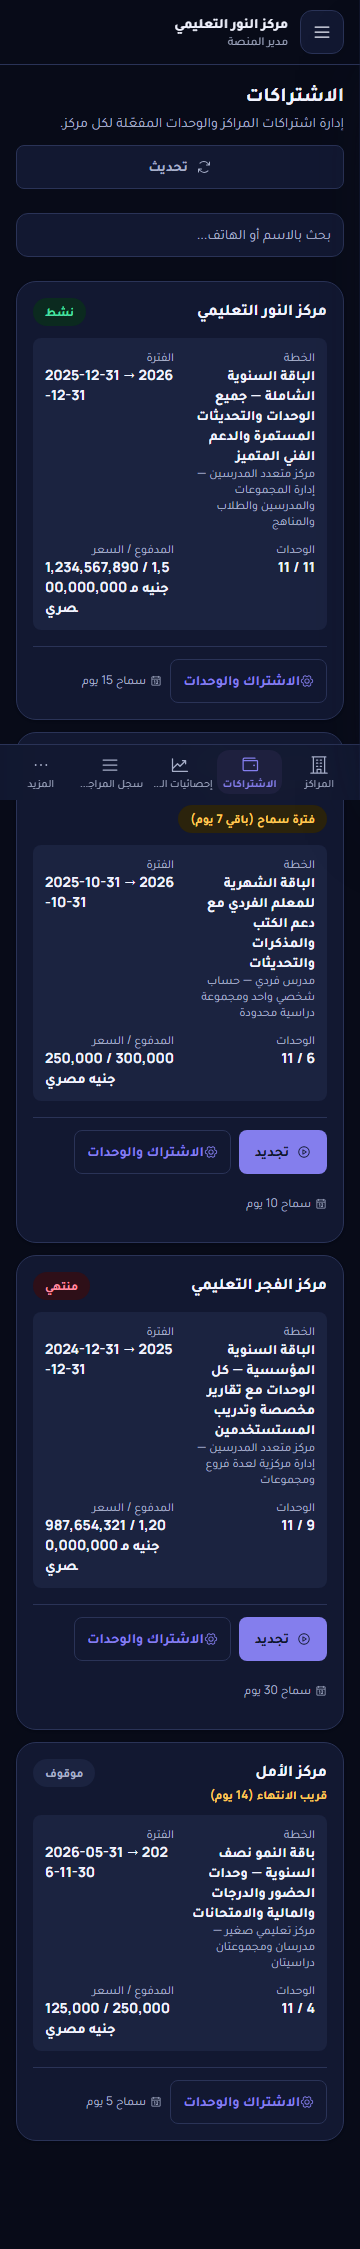 مركز النور التعليمي
مدير المنصة
الاشتراكات
إدارة اشتراكات المراكز والوحدات المفعّلة لكل مركز.
تحديث
بحث بالاسم أو الهاتف...
مركز النور التعليمي
نشط
الخطة
الباقة السنوية
الشاملة — جميع
الوحدات والتحديثات
المستمرة والدعم
الفني المتميز
مركز متعدد المدرسين —
إدارة المجموعات
والمدرسين والطلاب
والمناهج
الفترة
2025-12-31 → 2026
-12-31
الوحدات
11 / 11
المدفوع / السعر
1,234,567,890 / 1,5
00,000,000 جنيه م
صري
الاشتراك والوحدات
سماح 15 يوم
المراكز
الاشتراكات
إحصائيات الـ...
سجل المراج...
المزيد
فترة سماح (باقي 7 يوم)
الخطة
الباقة الشهرية
للمعلم الفردي مع
دعم الكتب
والمذكرات
والتحديثات
مدرس فردي — حساب
شخصي واحد ومجموعة
دراسية محدودة
الفترة
2025-10-31 → 2026
-10-31
الوحدات
11 / 6
المدفوع / السعر
250,000 / 300,000
جنيه مصري
تجديد
الاشتراك والوحدات
سماح 10 يوم
مركز الفجر التعليمي
منتهي
الخطة
الباقة السنوية
المؤسسية — كل
الوحدات مع تقارير
مخصصة وتدريب
المستستخدمين
مركز متعدد المدرسين —
إدارة مركزية لعدة فروع
ومجموعات
الفترة
2024-12-31 → 2025
-12-31
الوحدات
11 / 9
المدفوع / السعر
987,654,321 / 1,20
0,000,000 جنيه م
صري
تجديد
الاشتراك والوحدات
سماح 30 يوم
مركز الأمل
موقوف
قريب الانتهاء (14 يوم)
الخطة
باقة النمو نصف
السنوية — وحدات
الحضور والدرجات
والمالية والامتحانات
مركز تعليمي صغير —
مدرسان ومجموعتان
دراسيتان
الفترة
2026-05-31 → 202
6-11-30
الوحدات
11 / 4
المدفوع / السعر
125,000 / 250,000
جنيه مصري
الاشتراك والوحدات
سماح 5 يوم